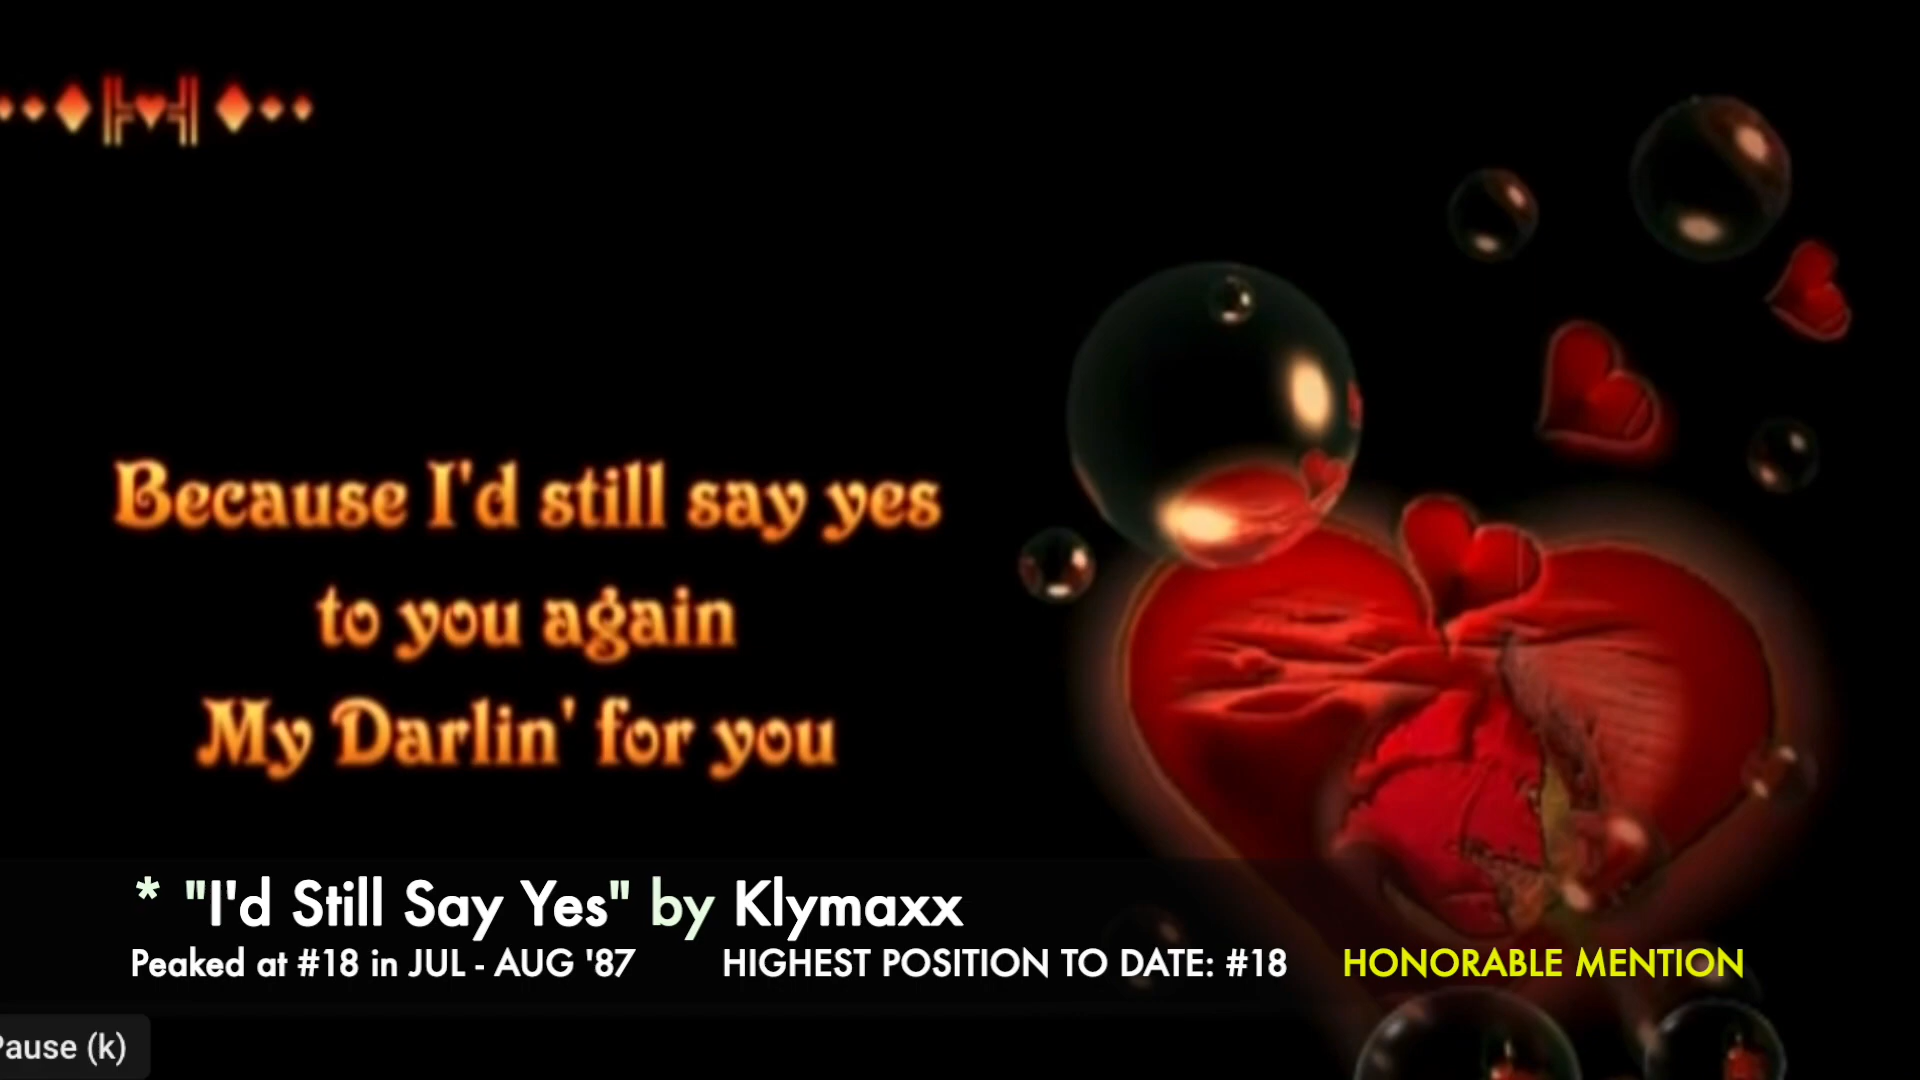 Because I'd still say yes
to you again
My Darlin' for you
* "I'd Still Say Yes" by Klymaxx
Peaked at #18 in JUL - AUG '87 HIGHEST POSITION TO DATE: #18 HONORABLE MENTION
Pause (k)